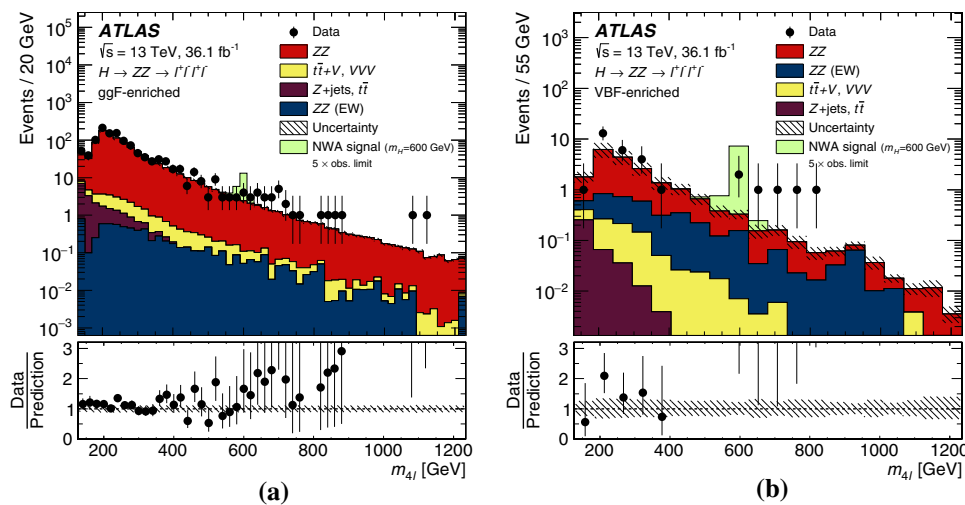 Events / 20 GeV
ATLAS
√s = 13 TeV, 36.1 fb⁻¹
H → ZZ → l⁺l⁻l⁺l⁻
ggF-enriched
Data
ZZ
tt̄+V, VVV
Z+jets, tt̄
ZZ (EW)
Uncertainty
NWA signal (m_H=600 GeV)
5 × obs. limit
10⁵
10⁴
10³
10²
10
1
10⁻¹
10⁻²
10⁻³
Data
Prediction
3
2
1
0
200 400 600 800 1000 1200
m₄ₗ [GeV]
(a)
Events / 55 GeV
ATLAS
√s = 13 TeV, 36.1 fb⁻¹
H → ZZ → l⁺l⁻l⁺l⁻
VBF-enriched
Data
ZZ
ZZ (EW)
tt̄+V, VVV
Z+jets, tt̄
Uncertainty
NWA signal (m_H=600 GeV)
5 × obs. limit
10³
10²
10
1
10⁻¹
10⁻²
Data
Prediction
3
2
1
0
200 400 600 800 1000 1200
m₄ₗ [GeV]
(b)